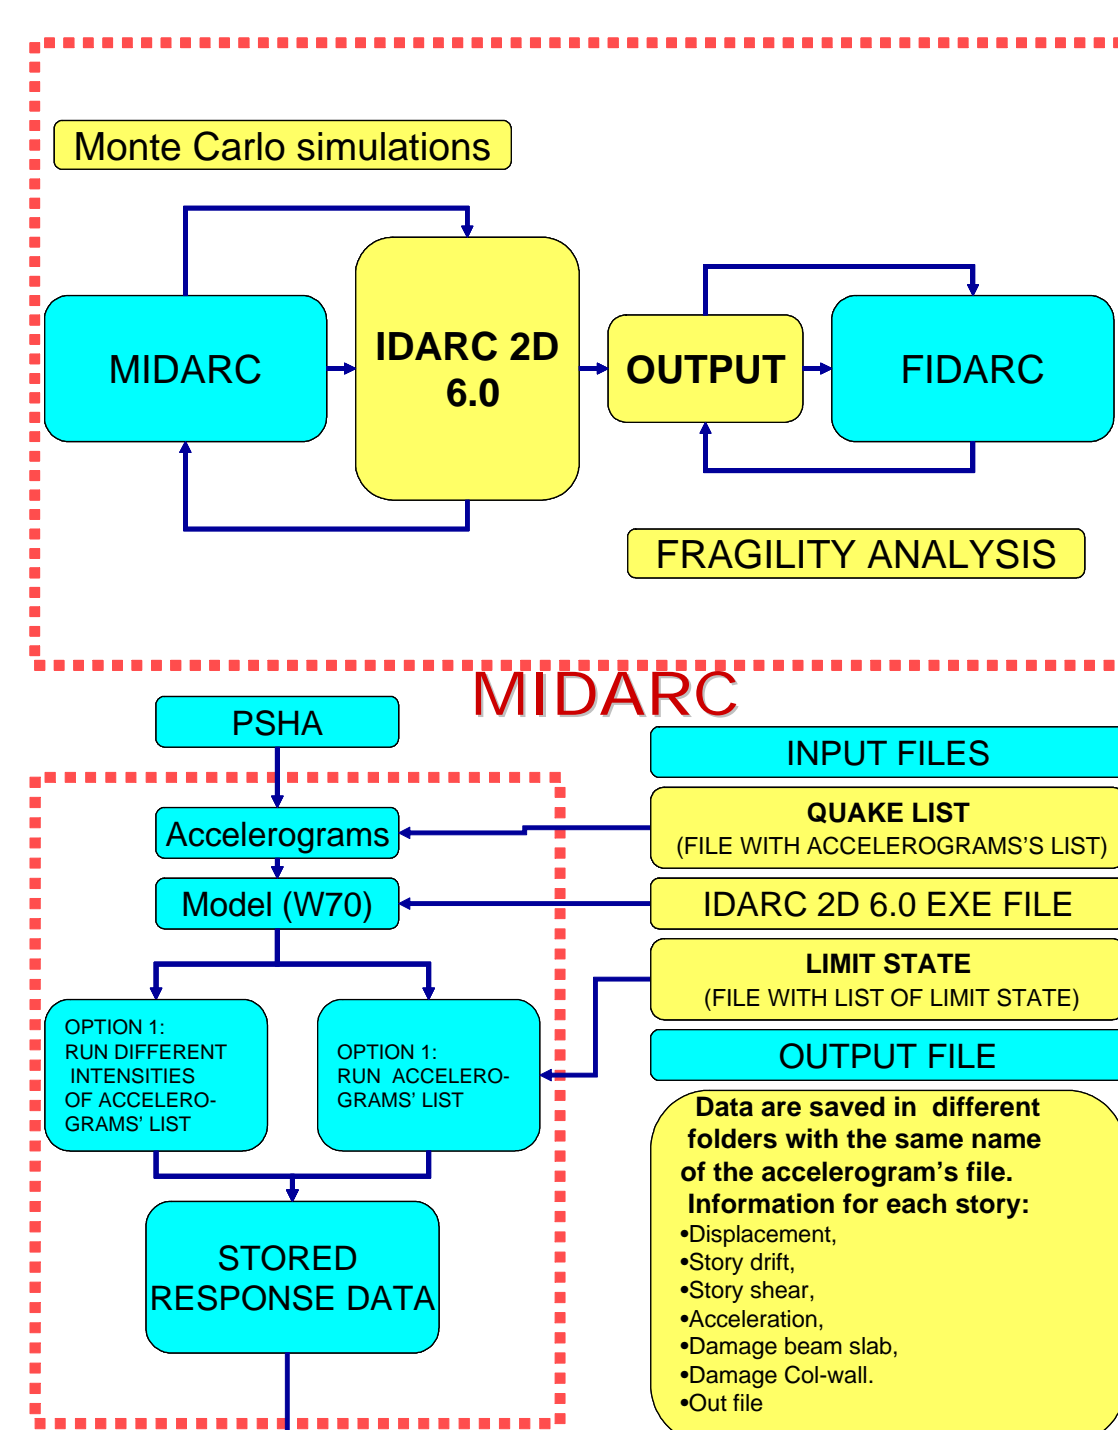 Monte Carlo simulations
MIDARC
IDARC 2D
6.0
OUTPUT
FIDARC
FRAGILITY ANALYSIS
MIDARC
PSHA
Accelerograms
Model (W70)
OPTION 1:
RUN DIFFERENT
INTENSITIES
OF ACCELERO-
GRAMS’ LIST
OPTION 1:
RUN ACCELERO-
GRAMS’ LIST
STORED
RESPONSE DATA
INPUT FILES
QUAKE LIST
(FILE WITH ACCELEROGRAMS’S LIST)
IDARC 2D 6.0 EXE FILE
LIMIT STATE
(FILE WITH LIST OF LIMIT STATE)
OUTPUT FILE
Data are saved in different
folders with the same name
of the accelerogram’s file.
Information for each story:
•Displacement,
•Story drift,
•Story shear,
•Acceleration,
•Damage beam slab,
•Damage Col-wall.
•Out file